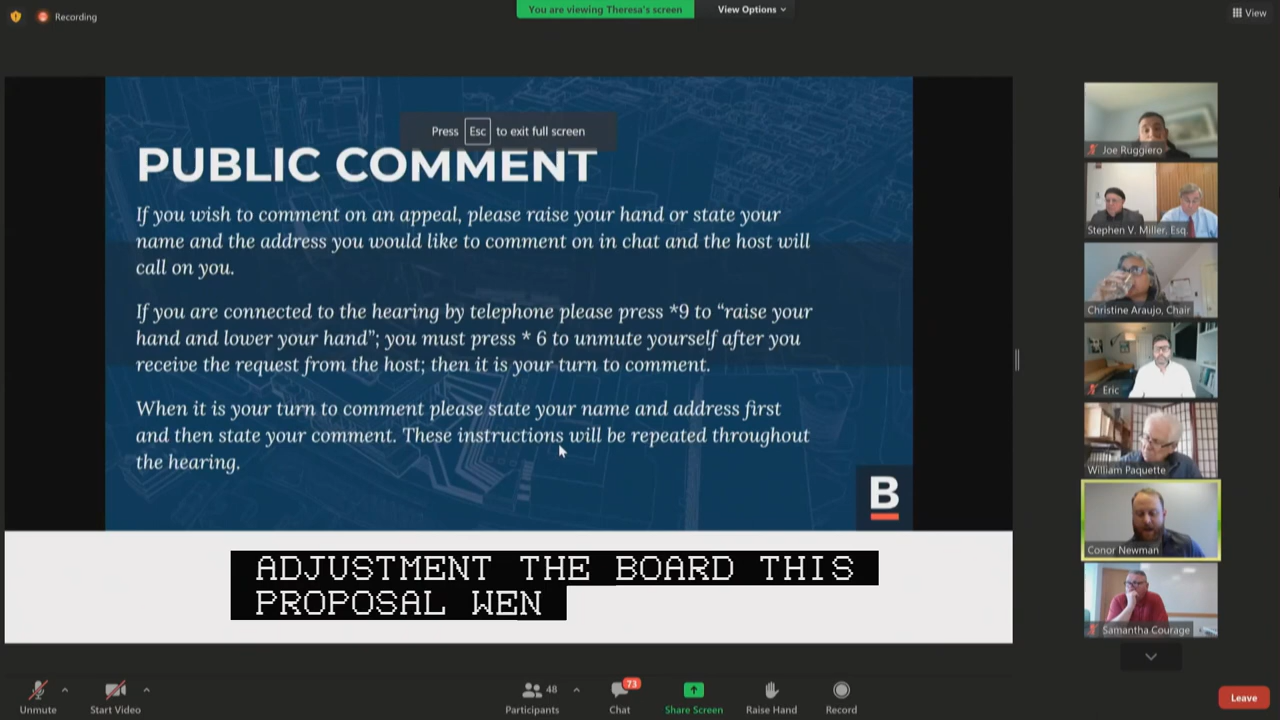 Recording
You are viewing Theresa's screen
View Options
View
Press Esc to exit full screen
PUBLIC COMMENT
If you wish to comment on an appeal, please raise your hand or state your
name and the address you would like to comment on in chat and the host will
call on you.
If you are connected to the hearing by telephone please press *9 to “raise your
hand and lower your hand”; you must press * 6 to unmute yourself after you
receive the request from the host; then it is your turn to comment.
When it is your turn to comment please state your name and address first
and then state your comment. These instructions will be repeated throughout
the hearing.
B
ADJUSTMENT THE BOARD THIS
PROPOSAL WEN
Joe Ruggiero
Stephen V. Miller, Esq.
Christine Araujo, Chair
Eric
William Paquette
Conor Newman
Samantha Courage
Unmute
Start Video
48
Participants
73
Chat
Share Screen
Raise Hand
Record
Leave